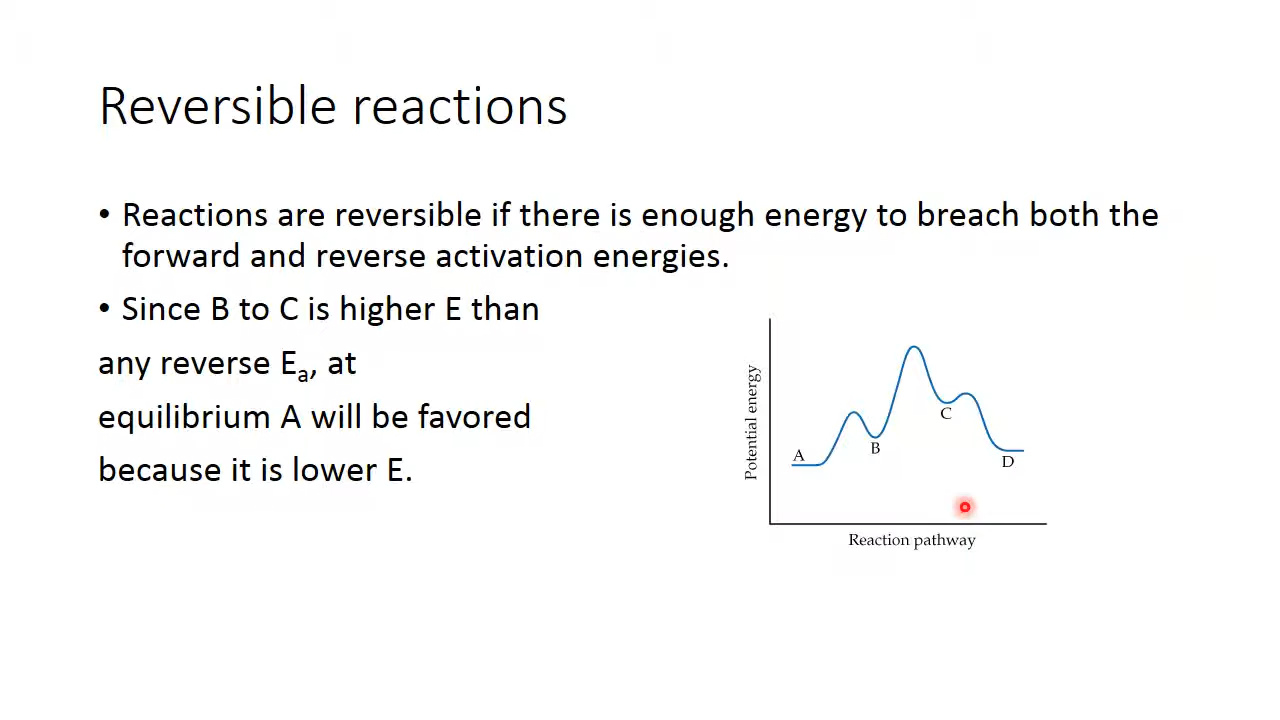 Reversible reactions
• Reactions are reversible if there is enough energy to breach both the
forward and reverse activation energies.
• Since B to C is higher E than
any reverse Eₐ, at
equilibrium A will be favored
because it is lower E.
Potential energy
A
B
C
D
Reaction pathway